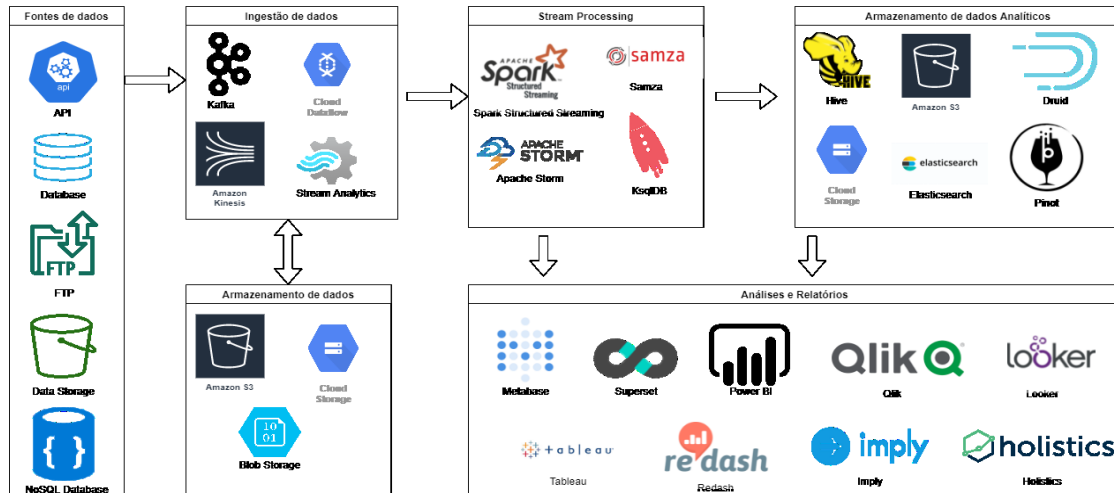 Fontes de dados
api
API
Database
FTP
FTP
Data Storage
NoSQL Database
Ingestão de dados
Kafka
Cloud
Dataflow
Amazon
Kinesis
Stream Analytics
Armazenamento de dados
Amazon S3
Cloud
Storage
10
01
Blob Storage
Stream Processing
APACHE
Spark
Structured
Streaming
Spark Structured Streaming
samza
Samza
APACHE
STORM
Apache Storm
KsqlDB
Armazenamento de dados Analíticos
HIVE
Hive
Amazon S3
Druid
Cloud
Storage
elasticsearch
Elasticsearch
p
Pinot
Análises e Relatórios
Metabase
Superset
Power BI
Qlik Q
Qlik
looker
Looker
+ableau
Tableau
redash
Redash
imply
Imply
holistics
Holistics